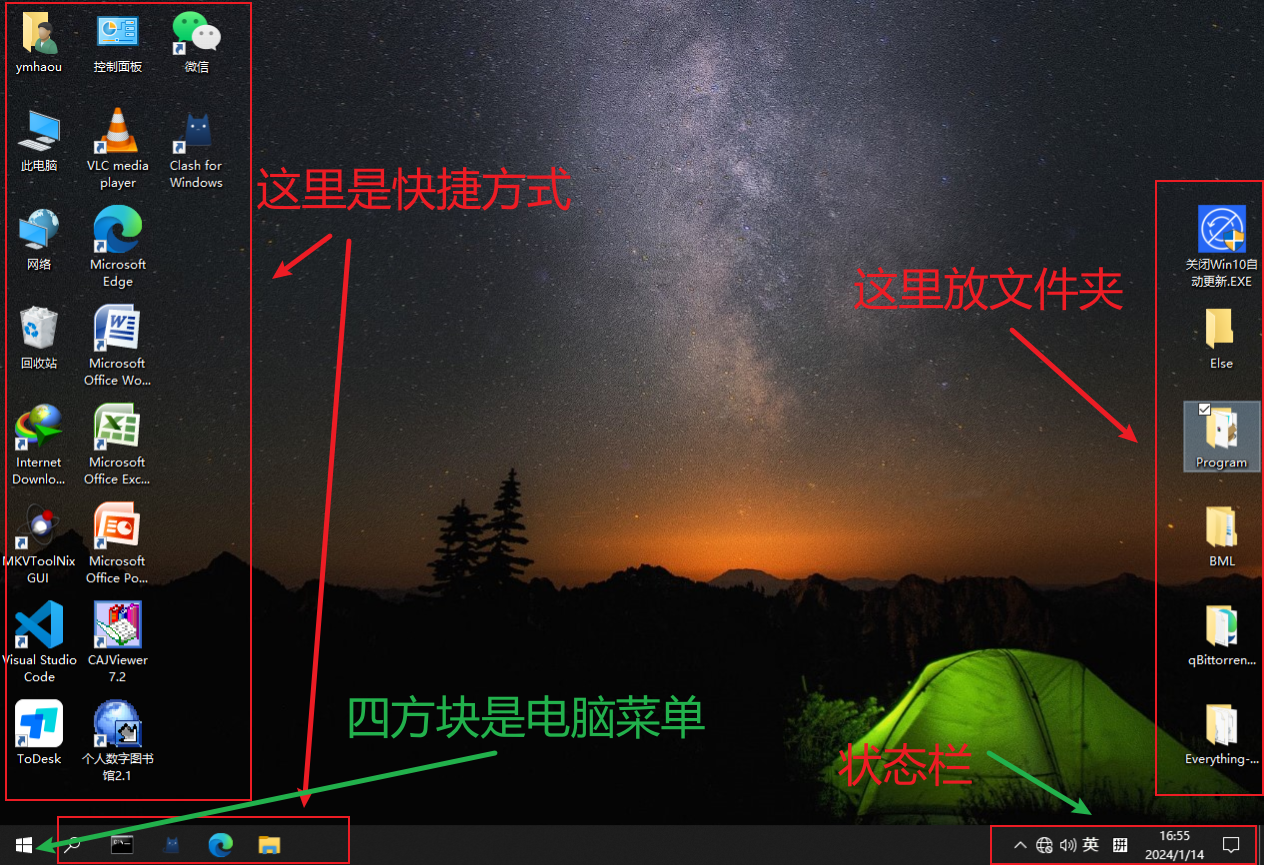 ymhaou
控制面板
微信
此电脑
VLC media
player
Clash for
Windows
网络
Microsoft
Edge
回收站
Microsoft
Office Wo...
Internet
Downlo...
Microsoft
Office Exc...
MKVToolNix
GUI
Microsoft
Office Po...
Visual Studio
Code
CAJViewer
7.2
ToDesk
个人数字图书
馆2.1
这里是快捷方式
这里放文件夹
关闭Win10自
动更新.EXE
Else
Program
BML
qBittorren...
Everything-...
四方块是电脑菜单
状态栏
英
拼
16:55
2024/1/14